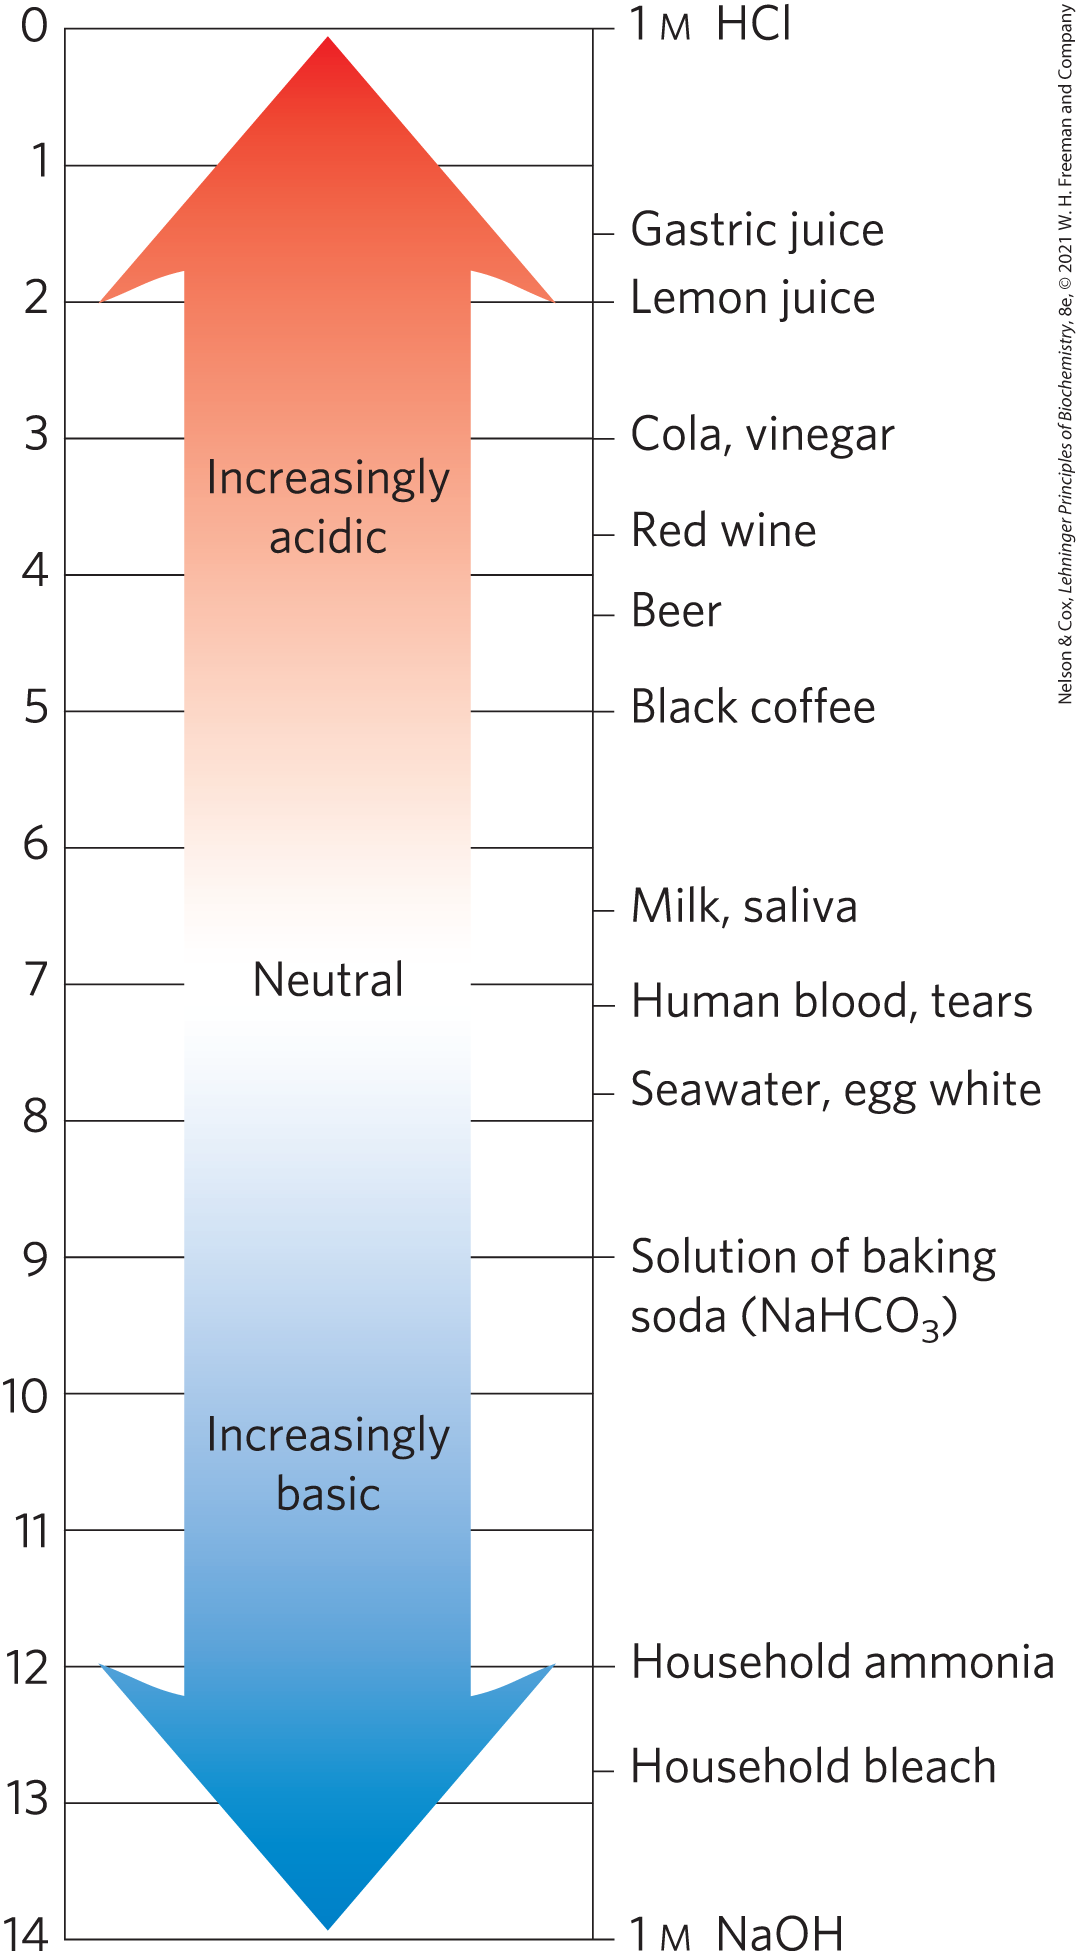 0
1 M HCl
1
Gastric juice
2
Lemon juice
3
Cola, vinegar
Increasingly
acidic
Red wine
4
Beer
5
Black coffee
6
Milk, saliva
7
Neutral
Human blood, tears
Seawater, egg white
8
9
Solution of baking
soda (NaHCO₃)
10
Increasingly
basic
11
12
Household ammonia
Household bleach
13
14
1 M NaOH
Nelson & Cox, Lehninger Principles of Biochemistry, 8e, © 2021 W. H. Freeman and Company